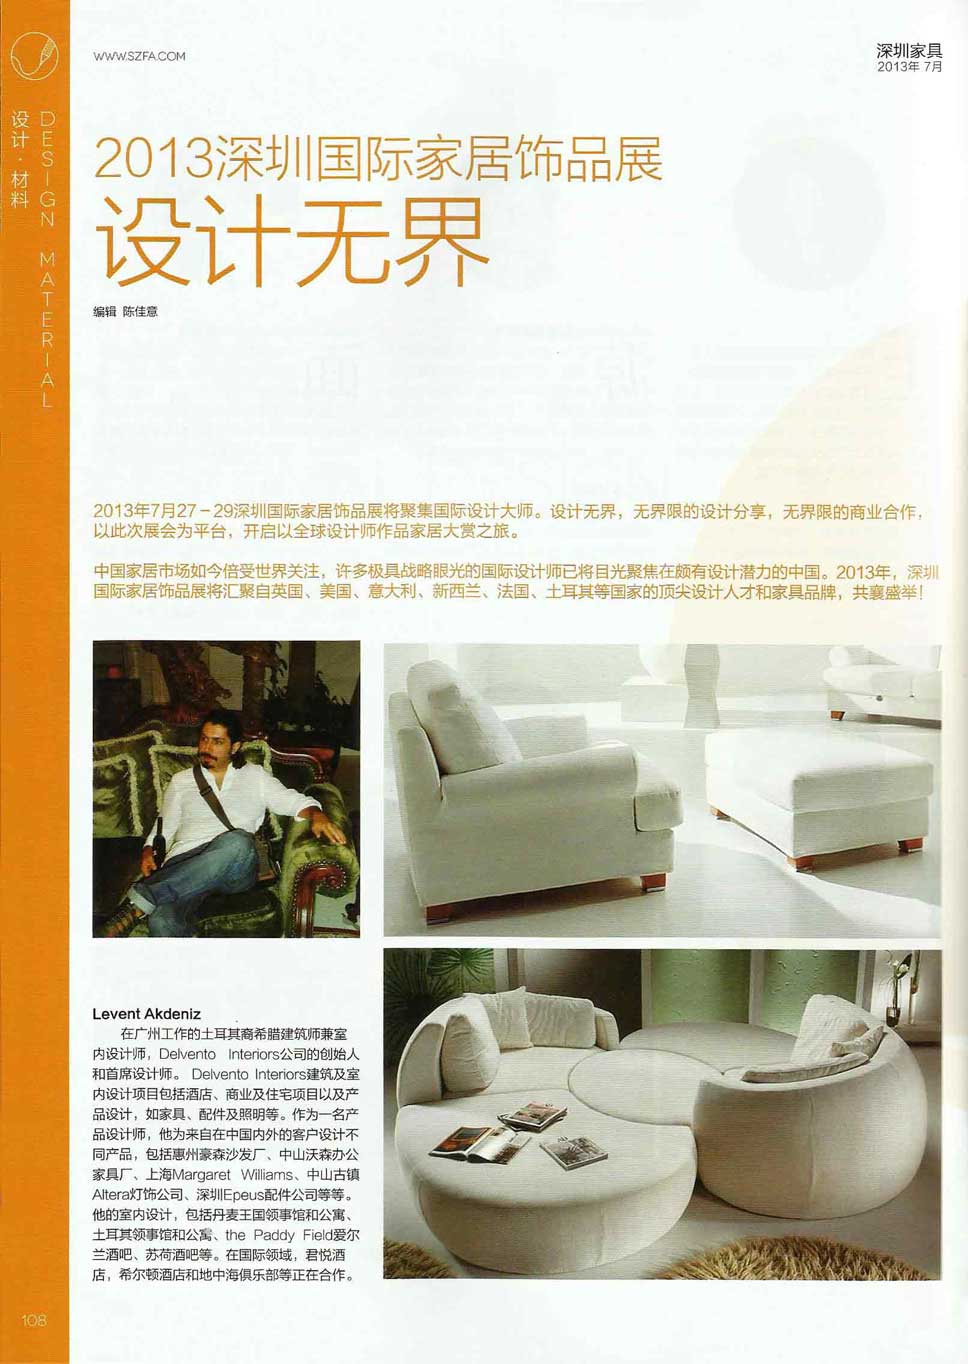 WWW.SZFA.COM
深圳家具
2013年 7月
设计·材料
DESIGN MATERIAL
2013深圳国际家居饰品展
设计无界
编辑 陈佳意
2013年7月27－29深圳国际家居饰品展将聚集国际设计大师。设计无界，无界限的设计分享，无界限的商业合作，
以此次展会为平台，开启以全球设计师作品家居大赏之旅。
中国家居市场如今倍受世界关注，许多极具战略眼光的国际设计师已将目光聚焦在颇有设计潜力的中国。2013年，深圳
国际家居饰品展将汇聚自英国、美国、意大利、新西兰、法国、土耳其等国家的顶尖设计人才和家具品牌，共襄盛举！
Levent Akdeniz
在广州工作的土耳其裔希腊建筑师兼室
内设计师，Delvento Interiors公司的创始人
和首席设计师。 Delvento Interiors建筑及室
内设计项目包括酒店、商业及住宅项目以及产
品设计，如家具、配件及照明等。作为一名产
品设计师，他为来自在中国内外的客户设计不
同产品，包括惠州豪森沙发厂、中山沃森办公
家具厂、上海Margaret Williams、中山古镇
Altera灯饰公司、深圳Epeus配件公司等等。
他的室内设计，包括丹麦王国领事馆和公寓、
土耳其领事馆和公寓、the Paddy Field爱尔
兰酒吧、苏荷酒吧等。在国际领域，君悦酒
店，希尔顿酒店和地中海俱乐部等正在合作。
108